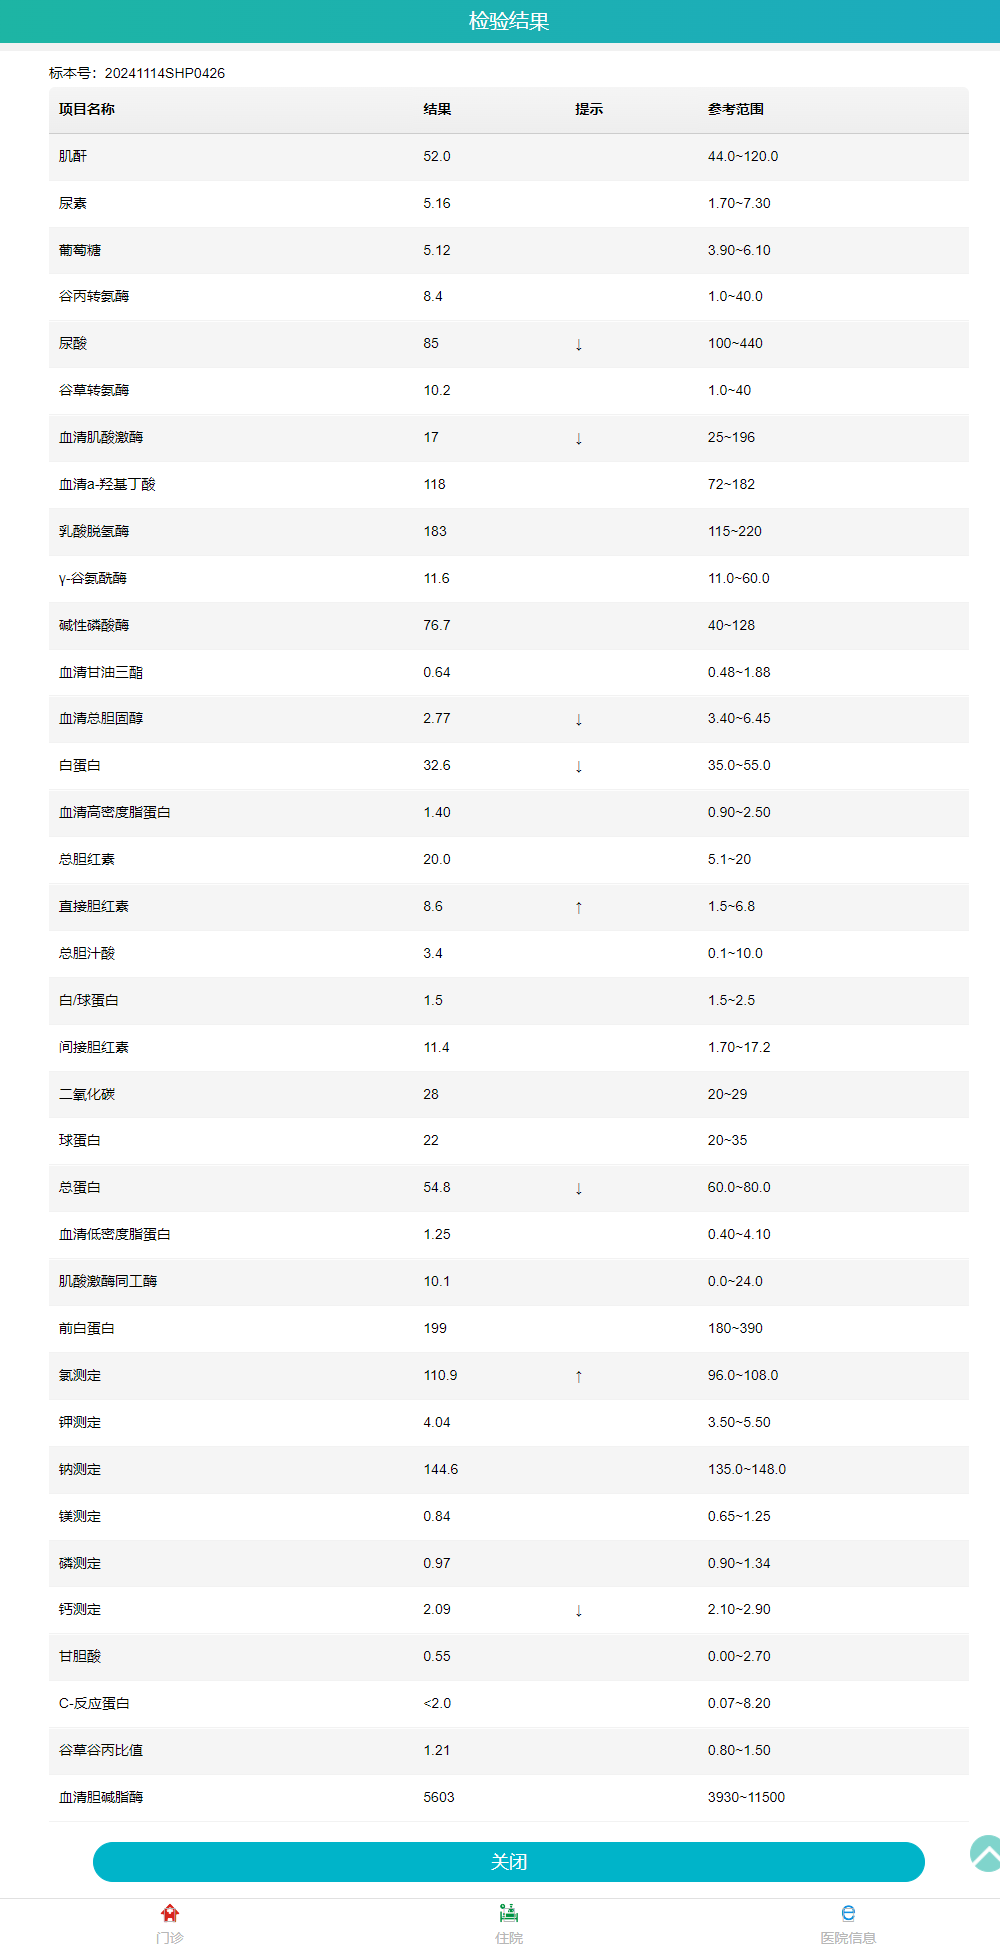 检验结果
标本号：20241114SHP0426
项目名称 结果 提示 参考范围
肌酐 52.0 44.0~120.0
尿素 5.16 1.70~7.30
葡萄糖 5.12 3.90~6.10
谷丙转氨酶 8.4 1.0~40.0
尿酸 85 ↓ 100~440
谷草转氨酶 10.2 1.0~40
血清肌酸激酶 17 ↓ 25~196
血清a-羟基丁酸 118 72~182
乳酸脱氢酶 183 115~220
γ-谷氨酰酶 11.6 11.0~60.0
碱性磷酸酶 76.7 40~128
血清甘油三酯 0.64 0.48~1.88
血清总胆固醇 2.77 ↓ 3.40~6.45
白蛋白 32.6 ↓ 35.0~55.0
血清高密度脂蛋白 1.40 0.90~2.50
总胆红素 20.0 5.1~20
直接胆红素 8.6 ↑ 1.5~6.8
总胆汁酸 3.4 0.1~10.0
白/球蛋白 1.5 1.5~2.5
间接胆红素 11.4 1.70~17.2
二氧化碳 28 20~29
球蛋白 22 20~35
总蛋白 54.8 ↓ 60.0~80.0
血清低密度脂蛋白 1.25 0.40~4.10
肌酸激酶同工酶 10.1 0.0~24.0
前白蛋白 199 180~390
氯测定 110.9 ↑ 96.0~108.0
钾测定 4.04 3.50~5.50
钠测定 144.6 135.0~148.0
镁测定 0.84 0.65~1.25
磷测定 0.97 0.90~1.34
钙测定 2.09 ↓ 2.10~2.90
甘胆酸 0.55 0.00~2.70
C-反应蛋白 <2.0 0.07~8.20
谷草谷丙比值 1.21 0.80~1.50
血清胆碱脂酶 5603 3930~11500
关闭
门诊 住院 医院信息